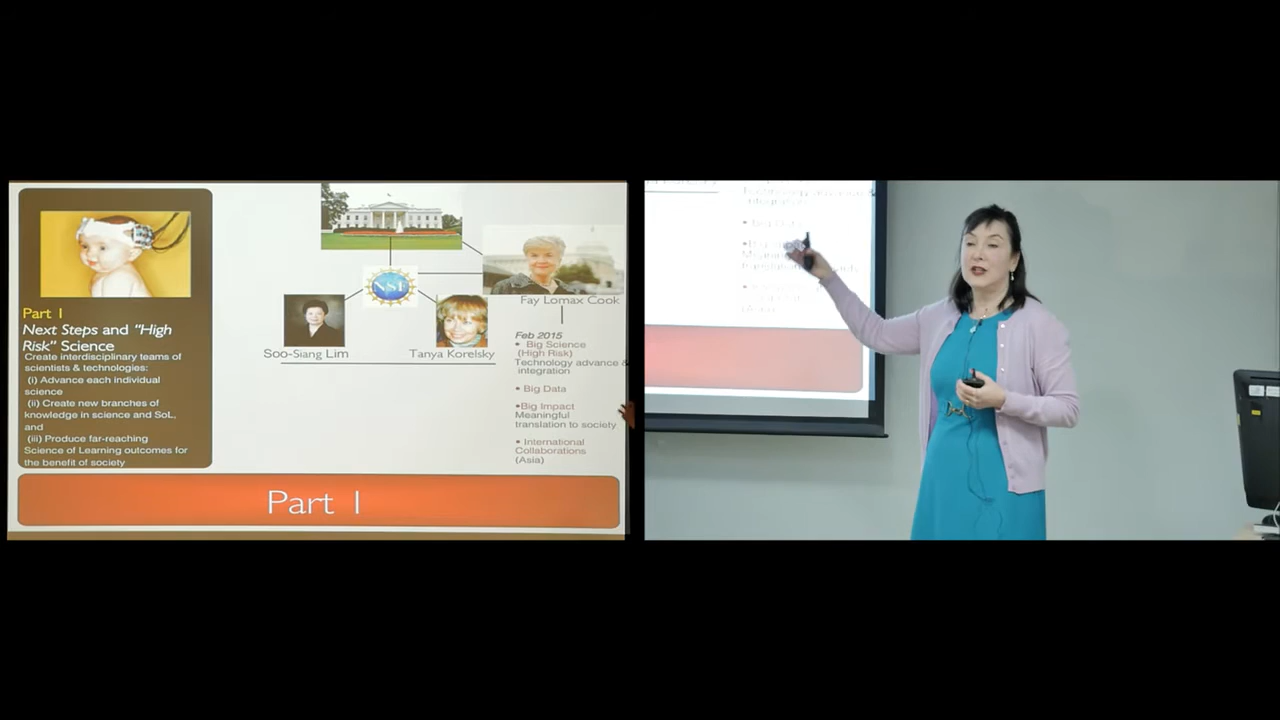 Part 1
Next Steps and "High
Risk" Science
Create interdisciplinary teams of
scientists & technologies:
(i) Advance each individual
science
(ii) Create new branches of
knowledge in science and SoL,
and
(iii) Produce far-reaching
Science of Learning outcomes for
the benefit of society
NSF
Soo-Siang Lim
Tanya Korelsky
Fay Lomax Cook
Feb 2015
• Big Science
(High Risk)
Technology advance &
integration
• Big Data
•Big Impact
Meaningful
translation to society
• International
Collaborations
(Asia)
Part 1